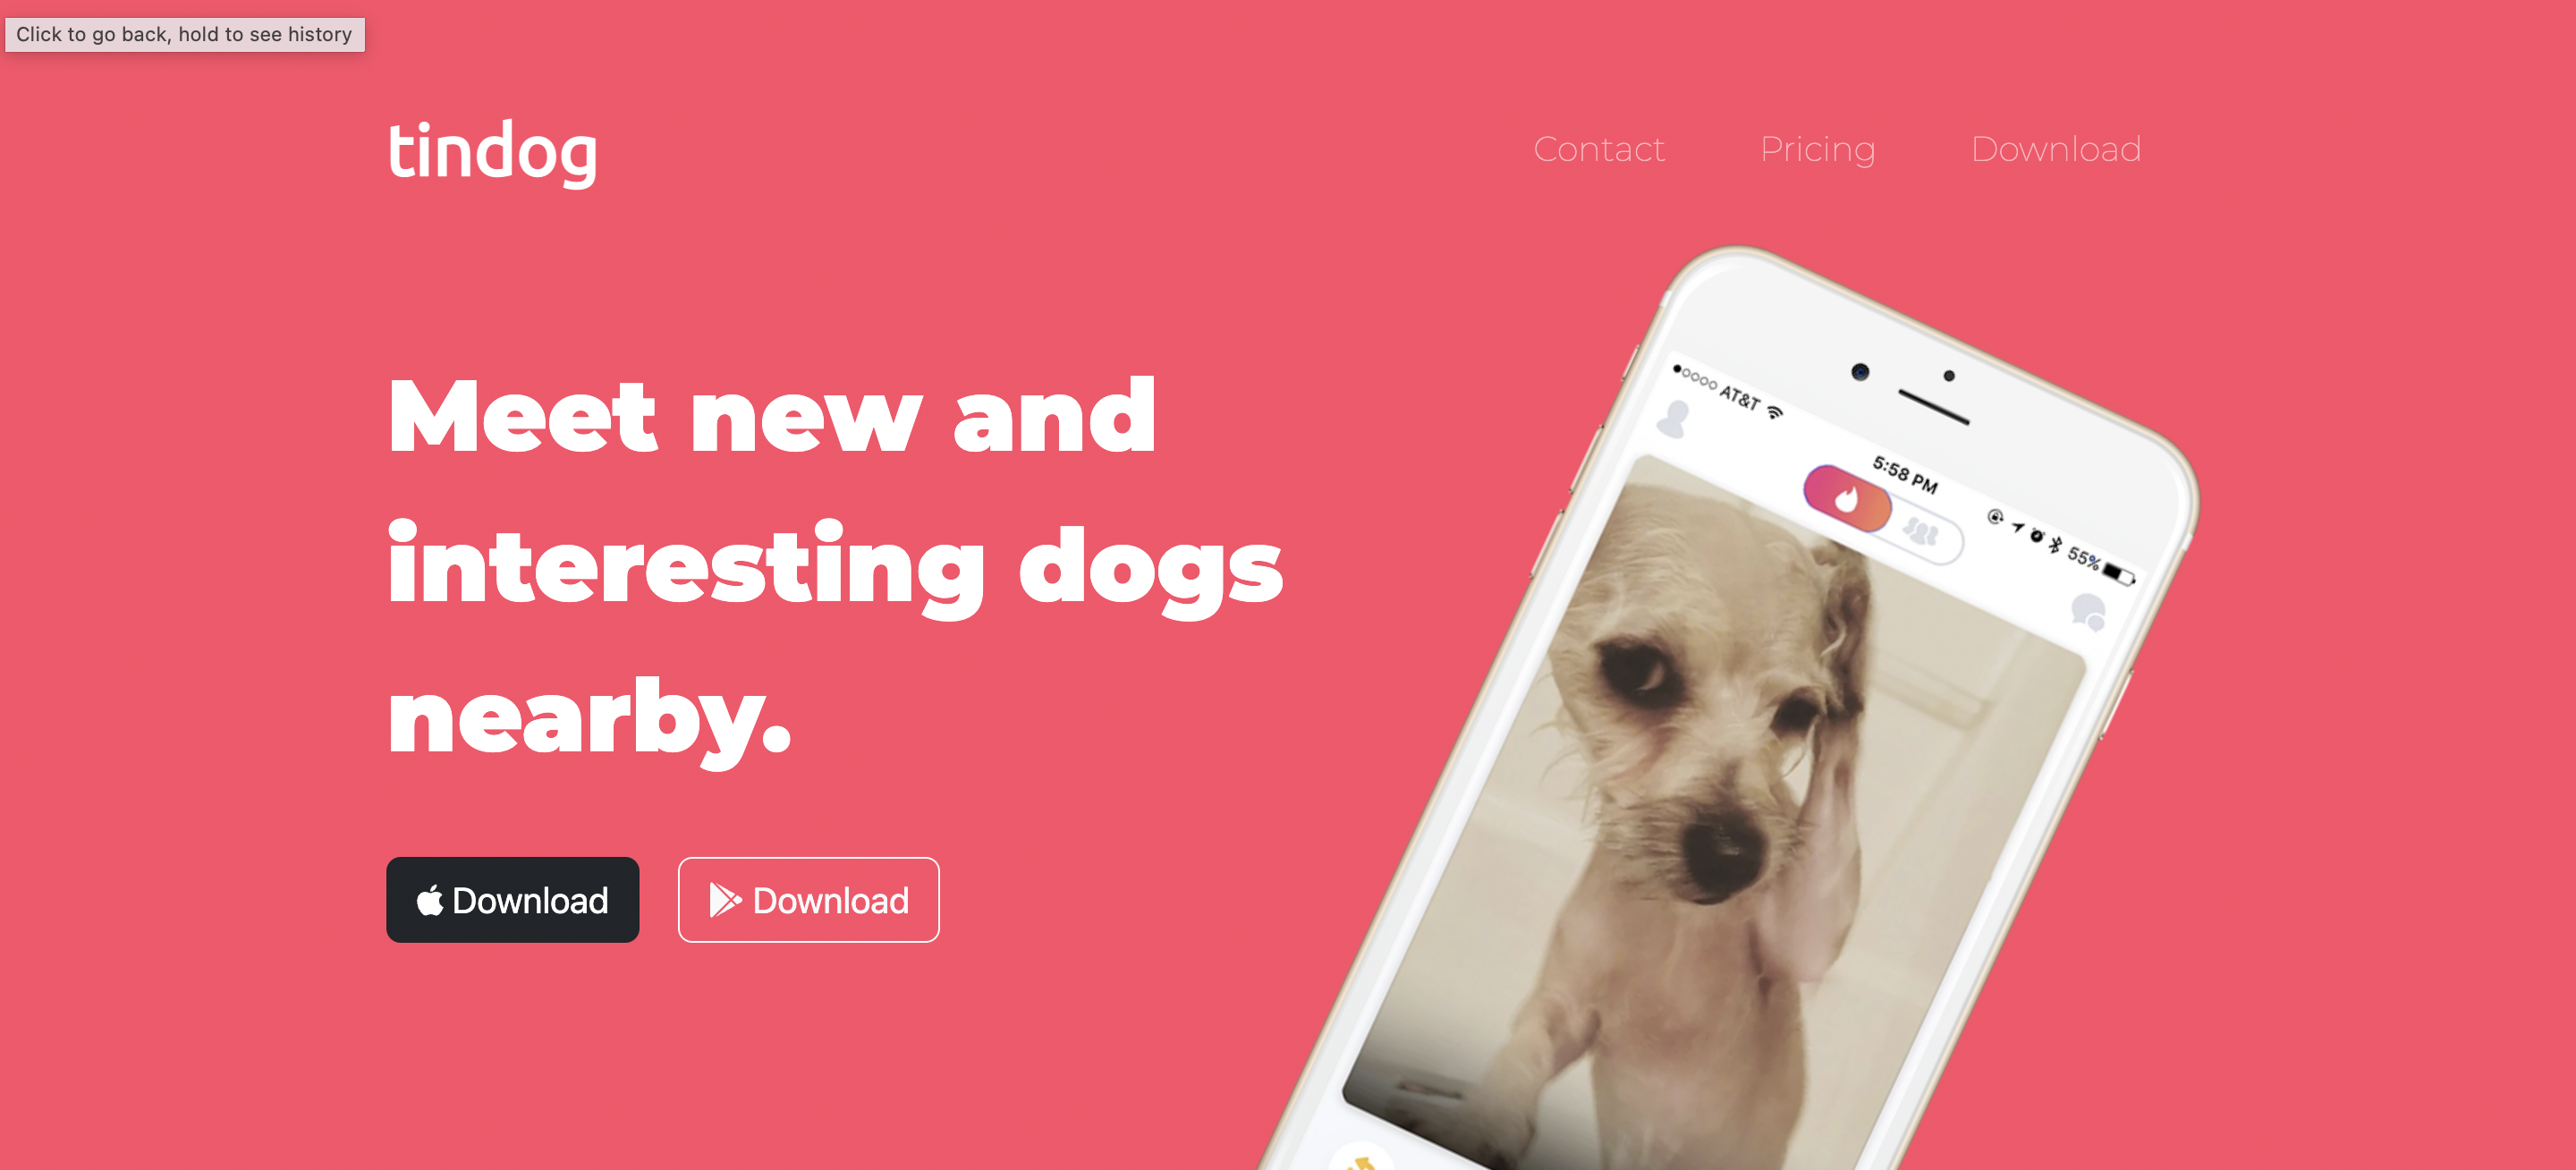 Click to go back, hold to see history
tindog
Contact
Pricing
Download
Meet new and
interesting dogs
nearby.
Download
Download
AT&T
5:58 PM
55%